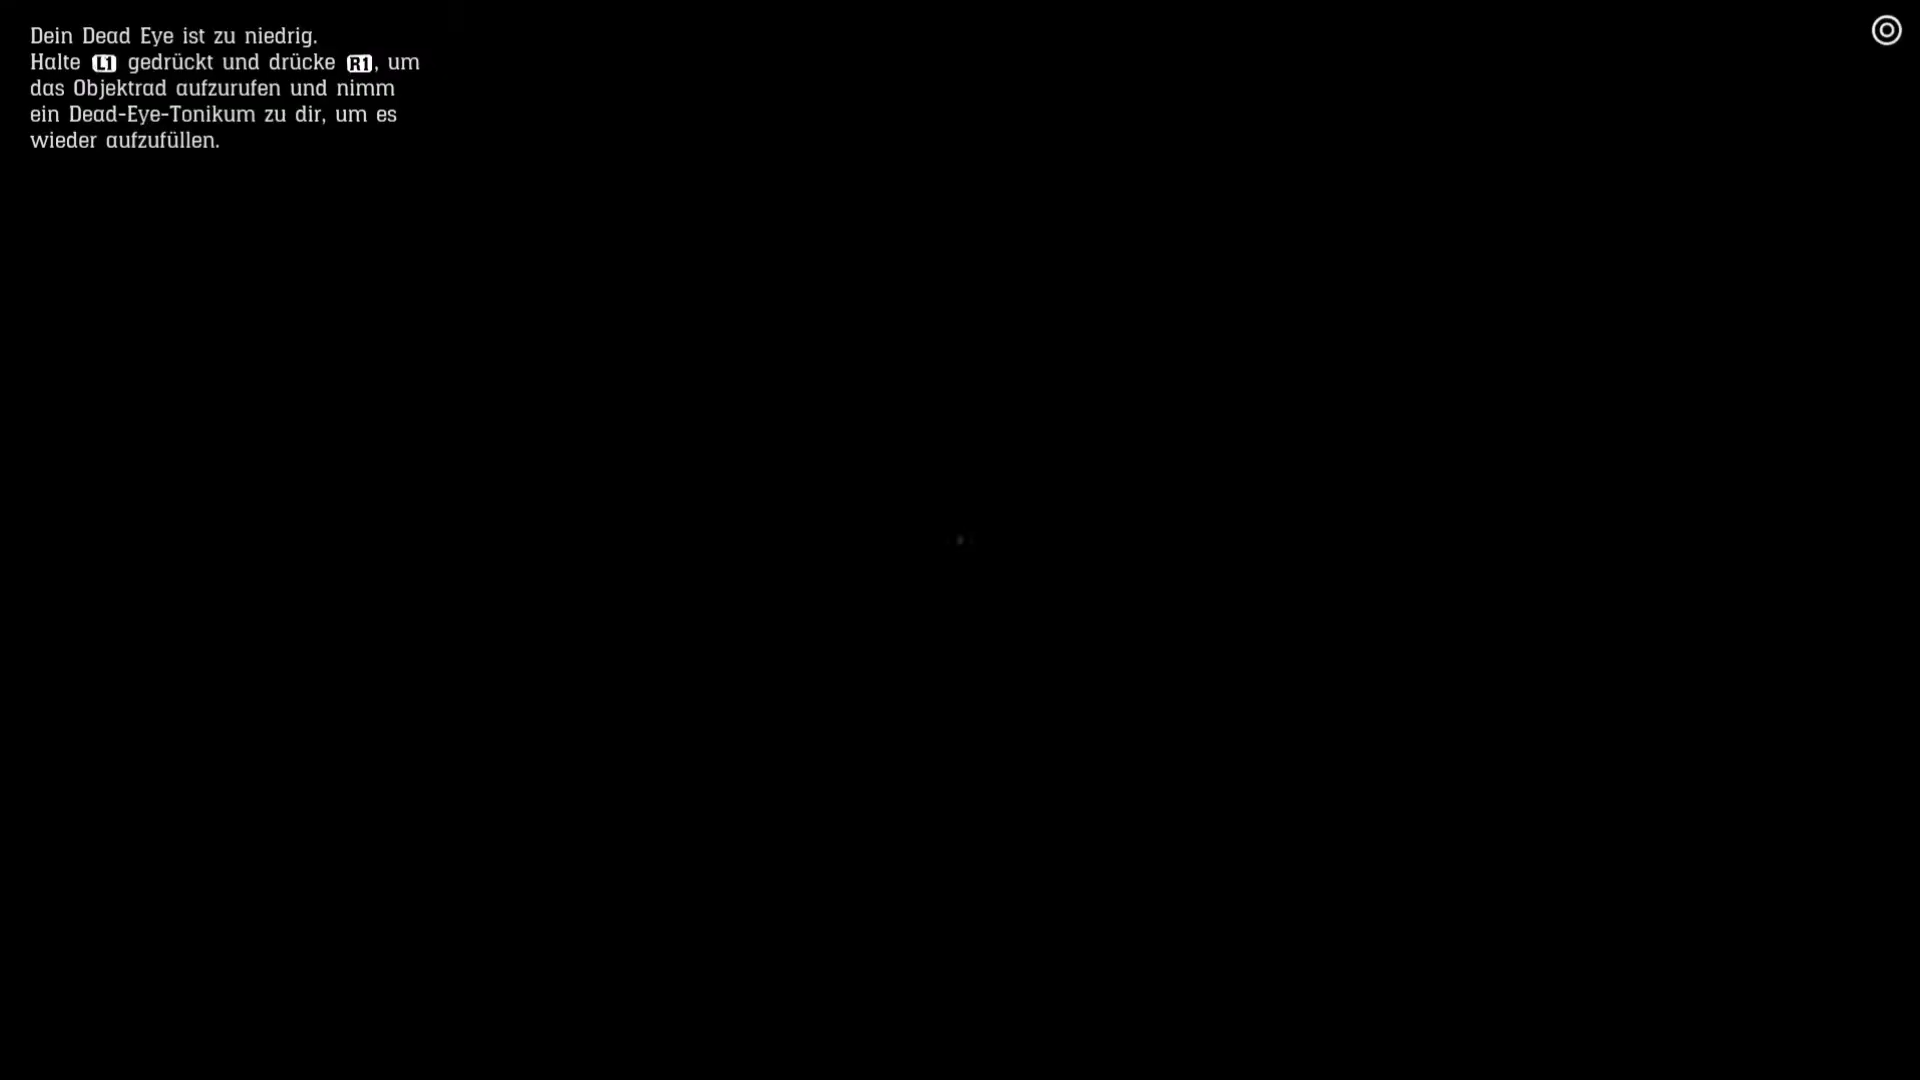 Dein Dead Eye ist zu niedrig.
Halte L1 gedrückt und drücke R1, um
das Objektrad aufzurufen und nimm
ein Dead-Eye-Tonikum zu dir, um es
wieder aufzufüllen.